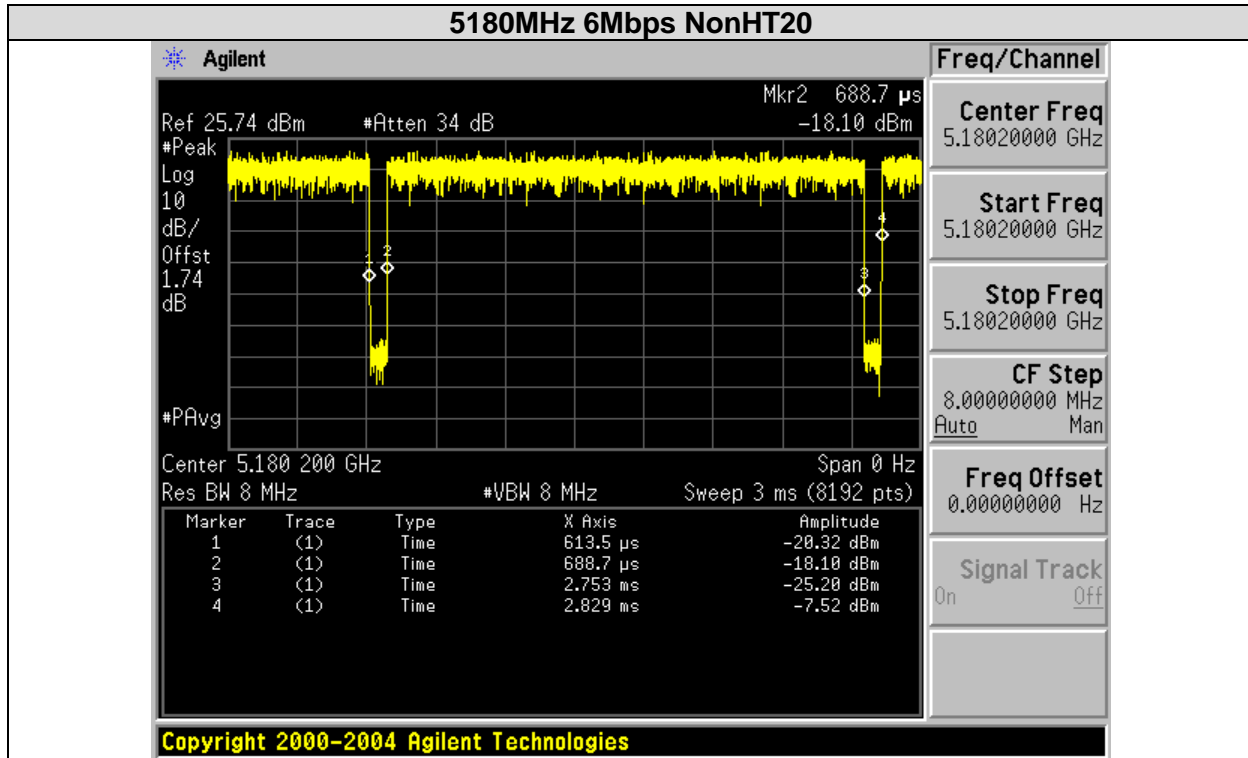 5180MHz 6Mbps NonHT20
Agilent
Freq/Channel
Mkr2 688.7 µs
Ref 25.74 dBm #Atten 34 dB -18.10 dBm
#Peak
Log
10
dB/
Offst
1.74
dB
#PAvg
1
2
3
4
Center 5.180 200 GHz Span 0 Hz
Res BW 8 MHz #VBW 8 MHz Sweep 3 ms (8192 pts)
Marker Trace Type X Axis Amplitude
1 (1) Time 613.5 µs -20.32 dBm
2 (1) Time 688.7 µs -18.10 dBm
3 (1) Time 2.753 ms -25.20 dBm
4 (1) Time 2.829 ms -7.52 dBm
Center Freq
5.18020000 GHz
Start Freq
5.18020000 GHz
Stop Freq
5.18020000 GHz
CF Step
8.00000000 MHz
Auto Man
Freq Offset
0.00000000 Hz
Signal Track
On Off
Copyright 2000-2004 Agilent Technologies